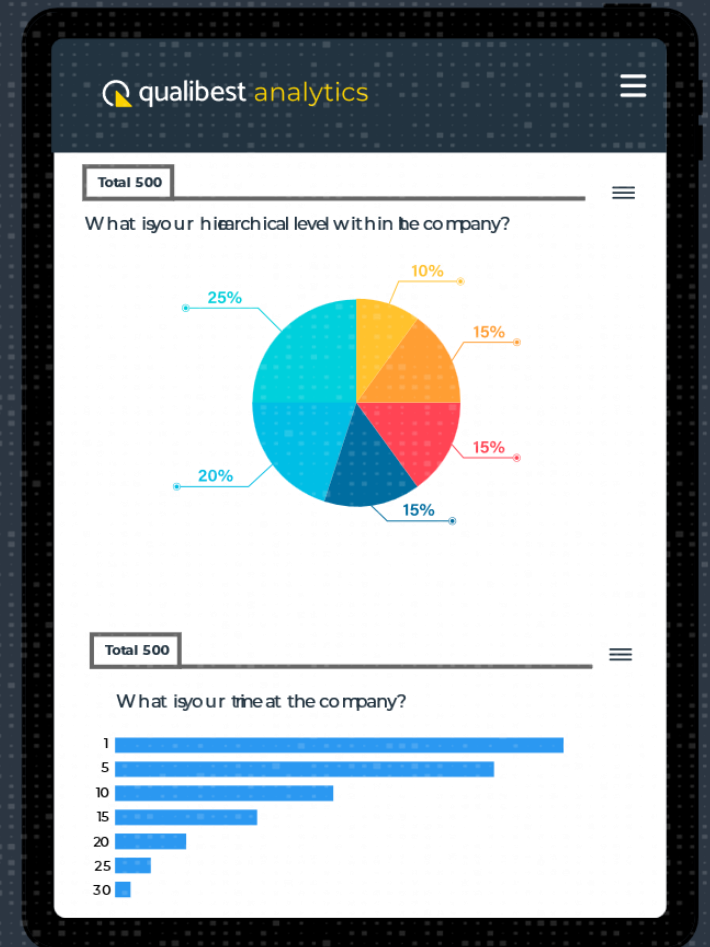 qualibest analytics
Total 500
What is your hierarchical level within the company?
10%
25%
15%
15%
20%
15%
Total 500
What is your time at the company?
1
5
10
15
20
25
30